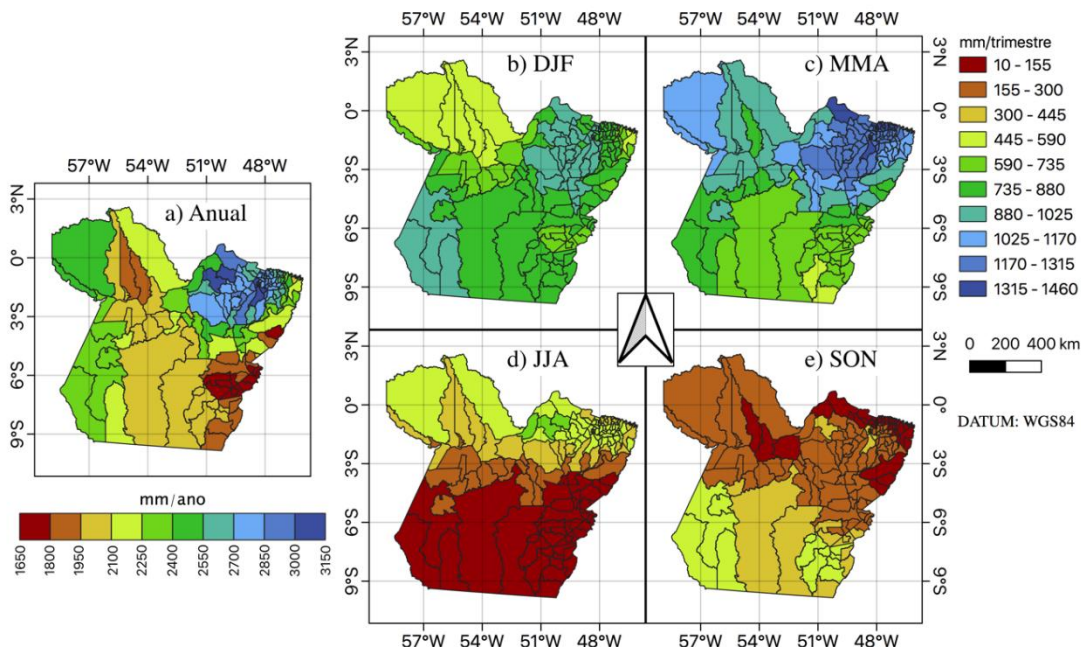 57°W 54°W 51°W 48°W
3°N
0°
3°S
6°S
9°S
a) Anual
mm/ano
1650 1800 1950 2100 2250 2400 2550 2700 2850 3000 3150
57°W 54°W 51°W 48°W 57°W 54°W 51°W 48°W
3°N
0°
3°S
6°S
9°S
b) DJF
c) MMA
3°N
0°
3°S
6°S
9°S
3°N
0°
3°S
6°S
9°S
d) JJA
e) SON
3°N
0°
3°S
6°S
9°S
57°W 54°W 51°W 48°W 57°W 54°W 51°W 48°W
mm/trimestre
10 - 155
155 - 300
300 - 445
445 - 590
590 - 735
735 - 880
880 - 1025
1025 - 1170
1170 - 1315
1315 - 1460
0 200 400 km
DATUM: WGS84